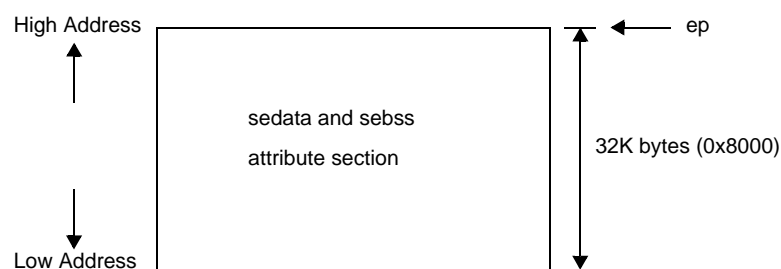 High Address
ep
sedata and sebss
attribute section
32K bytes (0x8000)
Low Address